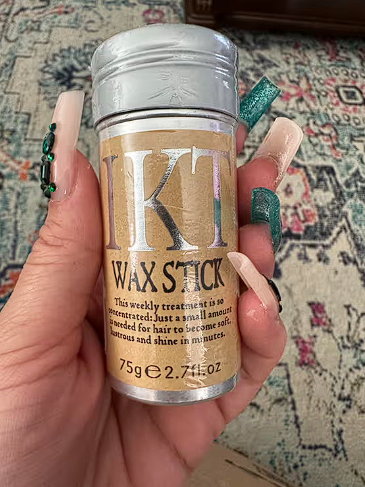 IKT
WAX STICK
This weekly treatment is so
concentrated: Just a small amount
is needed for hair to become soft,
lustrous and shine in minutes.
75g℮2.7fl.oz